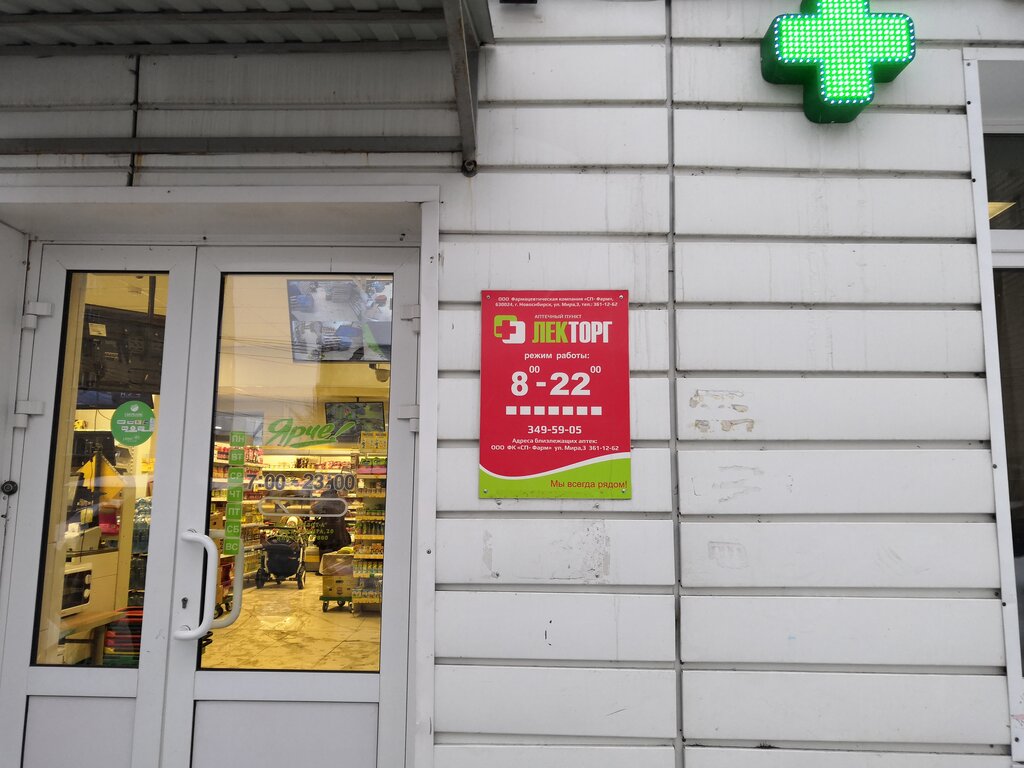 ООО Фармацевтическая компания «СП- Фарм»,
630024, г. Новосибирск, ул. Мира,3, тел.: 361-12-62
АПТЕЧНЫЙ ПУНКТ
ЛЕКТОРГ
режим работы:
8 00 - 22 00
349-59-05
Адреса близлежащих аптек:
ООО ФК «СП- Фарм» ул. Мира,3 361-12-62
Мы всегда рядом!
Ярче!
ПН
ВТ
СР
ЧТ
ПТ
СБ
ВС
7:00 - 23:00